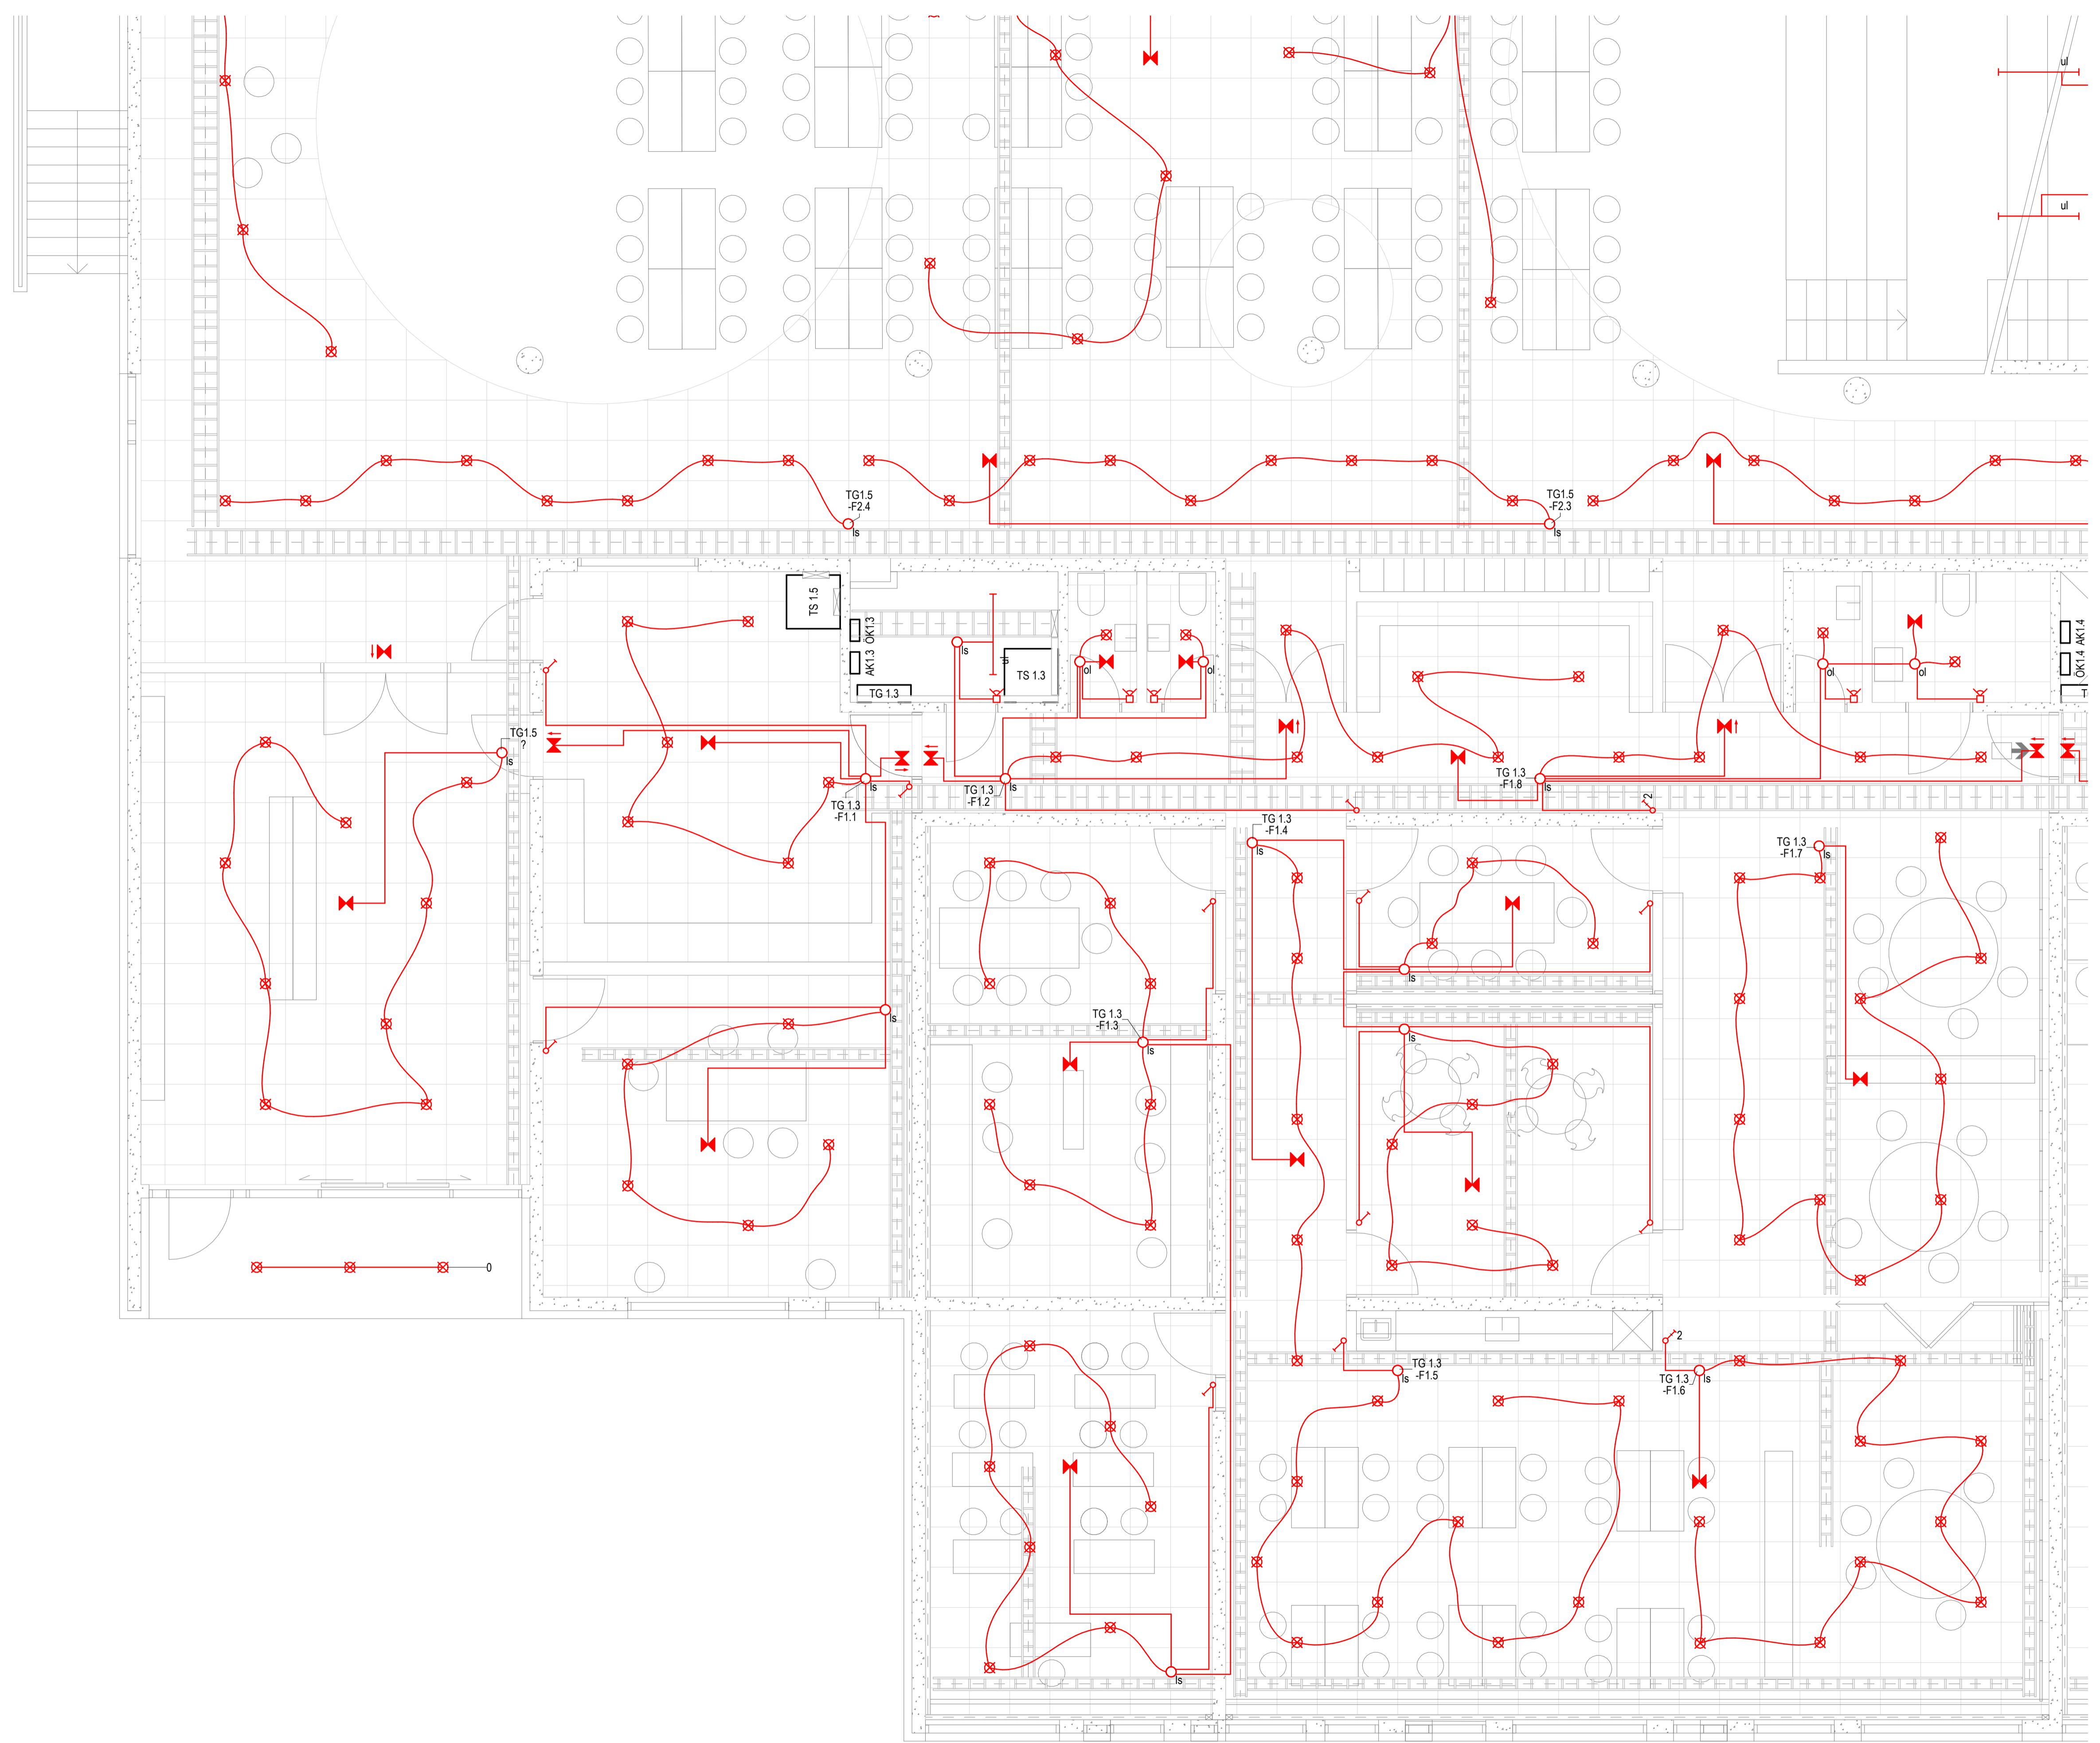 ul
ul
TG1.5
-F2.4
ls
TG1.5
-F2.3
ls
TS 1.5
AK1.3 ÖK1.3
TG 1.3
ls
TS 1.3
ol
ol
ol
ol
ÖK1.4 AK1.4
TG1.5
?
ls
TG 1.3
-F1.1
ls
TG 1.3
-F1.2
ls
TG 1.3
-F1.8
ls
2
TG 1.3
-F1.4
ls
TG 1.3
-F1.7
ls
ls
TG 1.3
-F1.3
ls
ls
ls
0
TG 1.3
-F1.5
ls
2
TG 1.3
-F1.6
ls
ls